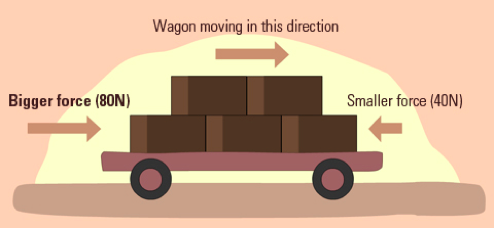 Wagon moving in this direction
Bigger force (80N)
Smaller force (40N)